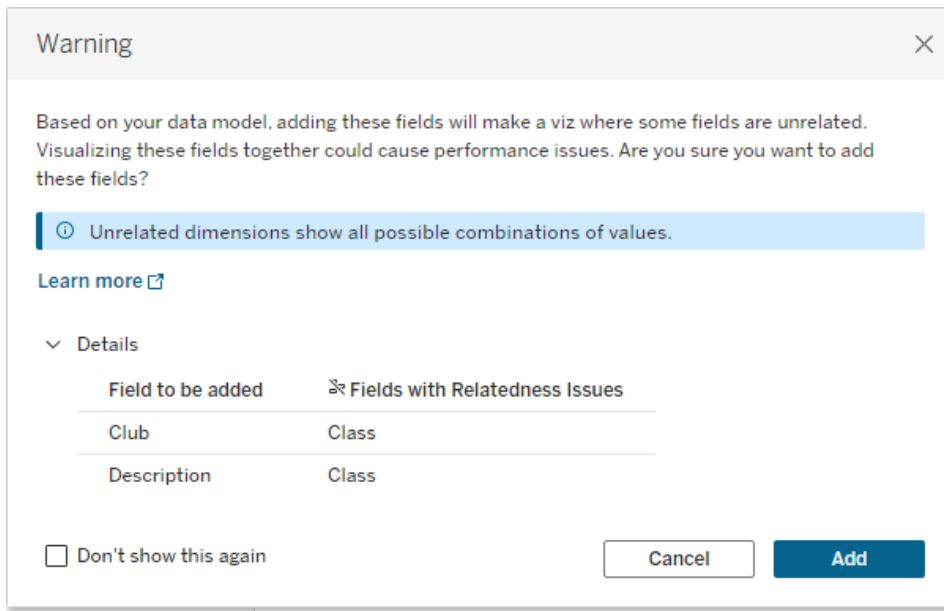 Warning
Based on your data model, adding these fields will make a viz where some fields are unrelated.
Visualizing these fields together could cause performance issues. Are you sure you want to add
these fields?
Unrelated dimensions show all possible combinations of values.
Learn more
Details
Field to be added Fields with Relatedness Issues
Club Class
Description Class
Don't show this again Cancel Add